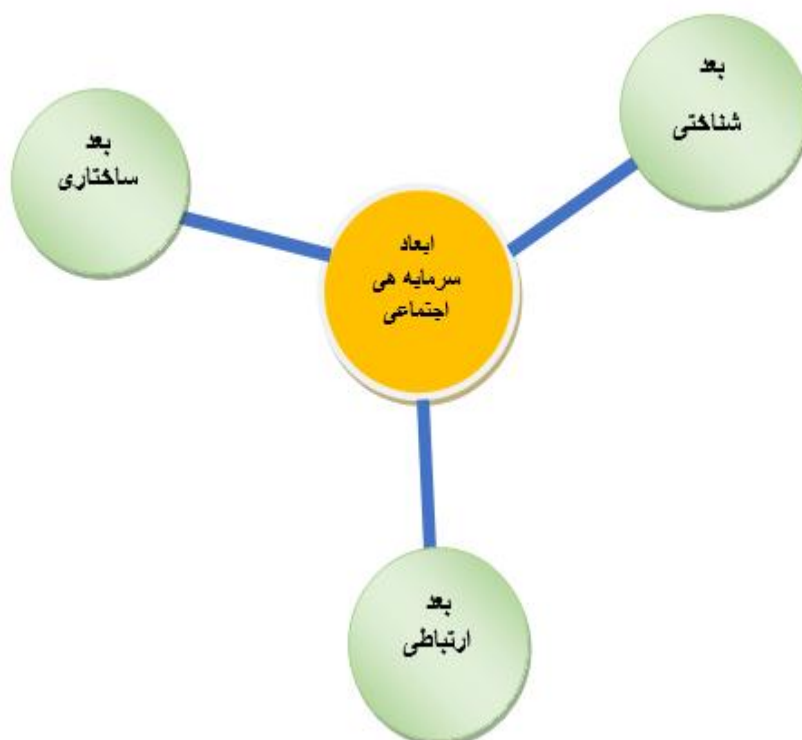 بعد
شناختی
بعد
ساختاری
ابعاد
سرمایه هی
اجتماعی
بعد
ارتباطی